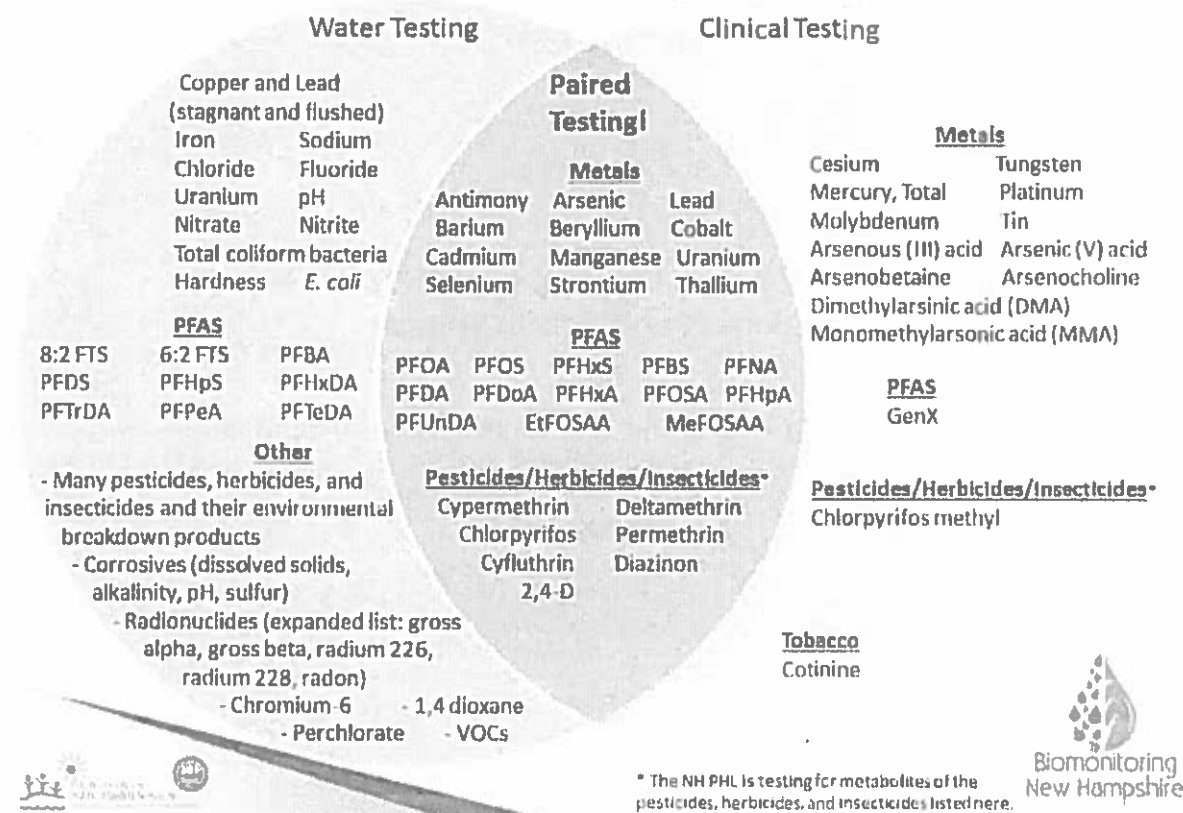 Water Testing
Clinical Testing
Copper and Lead
(stagnant and flushed)
Iron Sodium
Chloride Fluoride
Uranium pH
Nitrate Nitrite
Total coliform bacteria
Hardness E. coli
PFAS
8:2 FTS 6:2 FTS PFBA
PFDS PFHpS PFHxDA
PFTrDA PFPeA PFTeDA
Other
- Many pesticides, herbicides, and
insecticides and their environmental
breakdown products
- Corrosives (dissolved solids,
alkalinity, pH, sulfur)
- Radionuclides (expanded list: gross
alpha, gross beta, radium 226,
radium 228, radon)
- Chromium-6 - 1,4 dioxane
- Perchlorate - VOCs
Paired
Testing!
Metals
Antimony Arsenic Lead
Barium Beryllium Cobalt
Cadmium Manganese Uranium
Selenium Strontium Thallium
PFAS
PFOA PFOS PFHxS PFBS PFNA
PFDA PFDoA PFHxA PFOSA PFHpA
PFUnDA EtFOSAA MeFOSAA
Pesticides/Herbicides/Insecticides*
Cypermethrin Deltamethrin
Chlorpyrifos Permethrin
Cyfluthrin Diazinon
2,4-D
Metals
Cesium Tungsten
Mercury, Total Platinum
Molybdenum Tin
Arsenous (III) acid Arsenic (V) acid
Arsenobetaine Arsenocholine
Dimethylarsinic acid (DMA)
Monomethylarsonic acid (MMA)
PFAS
GenX
Pesticides/Herbicides/Insecticides*
Chlorpyrifos methyl
Tobacco
Cotinine
* The NH PHL is testing for metabolites of the
pesticides, herbicides, and insecticides listed here.
Biomonitoring
New Hampshire